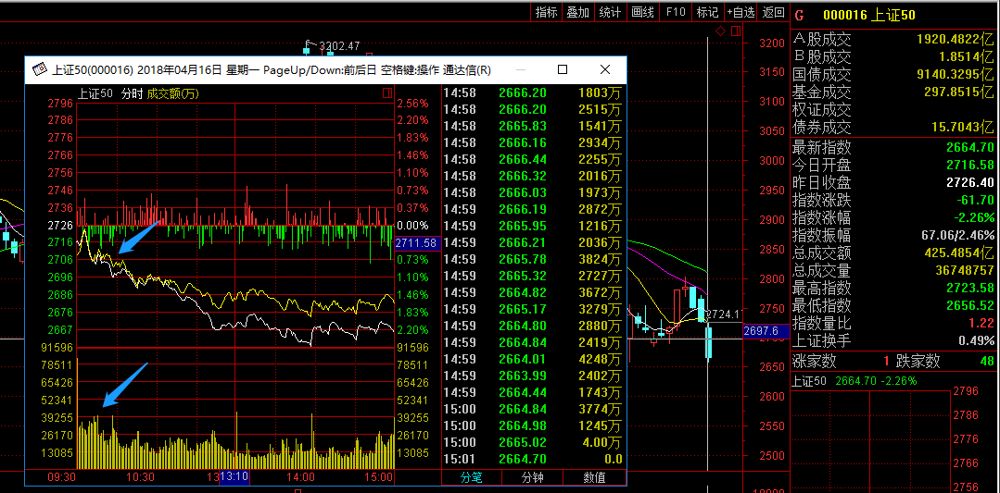 指标 叠加 统计 画线 F10 标记 +自选 返回
G 000016 上证50
3202.47
上证50(000016) 2018年04月16日 星期一 PageUp/Down:前后日 空格键:操作 通达信(R)
上证50 分时 成交额(万)
2796 2.56%
2786 2.20%
2776 1.83%
2766 1.46%
2756 1.10%
2746 0.73%
2736 0.37%
2726 0.00%
2716
2711.58
2706 0.73%
2696 1.10%
2686 1.46%
2676 1.83%
2667 2.20%
91596 91596
78511 78511
65426 65426
52341 52341
39255 39255
26170 26170
13085 13085
09:30 10:30 13:10 14:00 15:00
14:58 2666.20 1803万
14:58 2666.20 2515万
14:58 2665.83 1541万
14:58 2666.16 2934万
14:58 2666.44 2255万
14:58 2666.32 2016万
14:58 2666.03 1973万
14:59 2666.19 2872万
14:59 2665.95 1216万
14:59 2666.21 2036万
14:59 2665.78 3824万
14:59 2665.32 2727万
14:59 2664.82 3672万
14:59 2665.17 3279万
14:59 2664.80 2880万
14:59 2664.84 2419万
14:59 2664.01 4248万
14:59 2663.99 2402万
14:59 2664.44 1743万
15:00 2664.84 3774万
15:00 2664.98 1245万
15:00 2665.02 4.00万
15:01 2664.70 0.0
分笔 分钟 数值
2724.1
3200
3150
3100
3050
3000
2950
2900
2850
2800
2750
2697.6
2650
2600
2550
2500
A股成交 1920.4822亿
B股成交 1.8514亿
国债成交 9140.3295亿
基金成交 297.8515亿
权证成交
债券成交 15.7043亿
最新指数 2664.70
今日开盘 2716.58
昨日收盘 2726.40
指数涨跌 -61.70
指数涨幅 -2.26%
指数振幅 67.06/2.46%
总成交额 425.4854亿
总成交量 36748757
最高指数 2723.58
最低指数 2656.52
指数量比 1.22
上证换手 0.49%
涨家数 1 跌家数 48
上证50 2664.70 -2.26%
2796
2786
2776
2766
2756